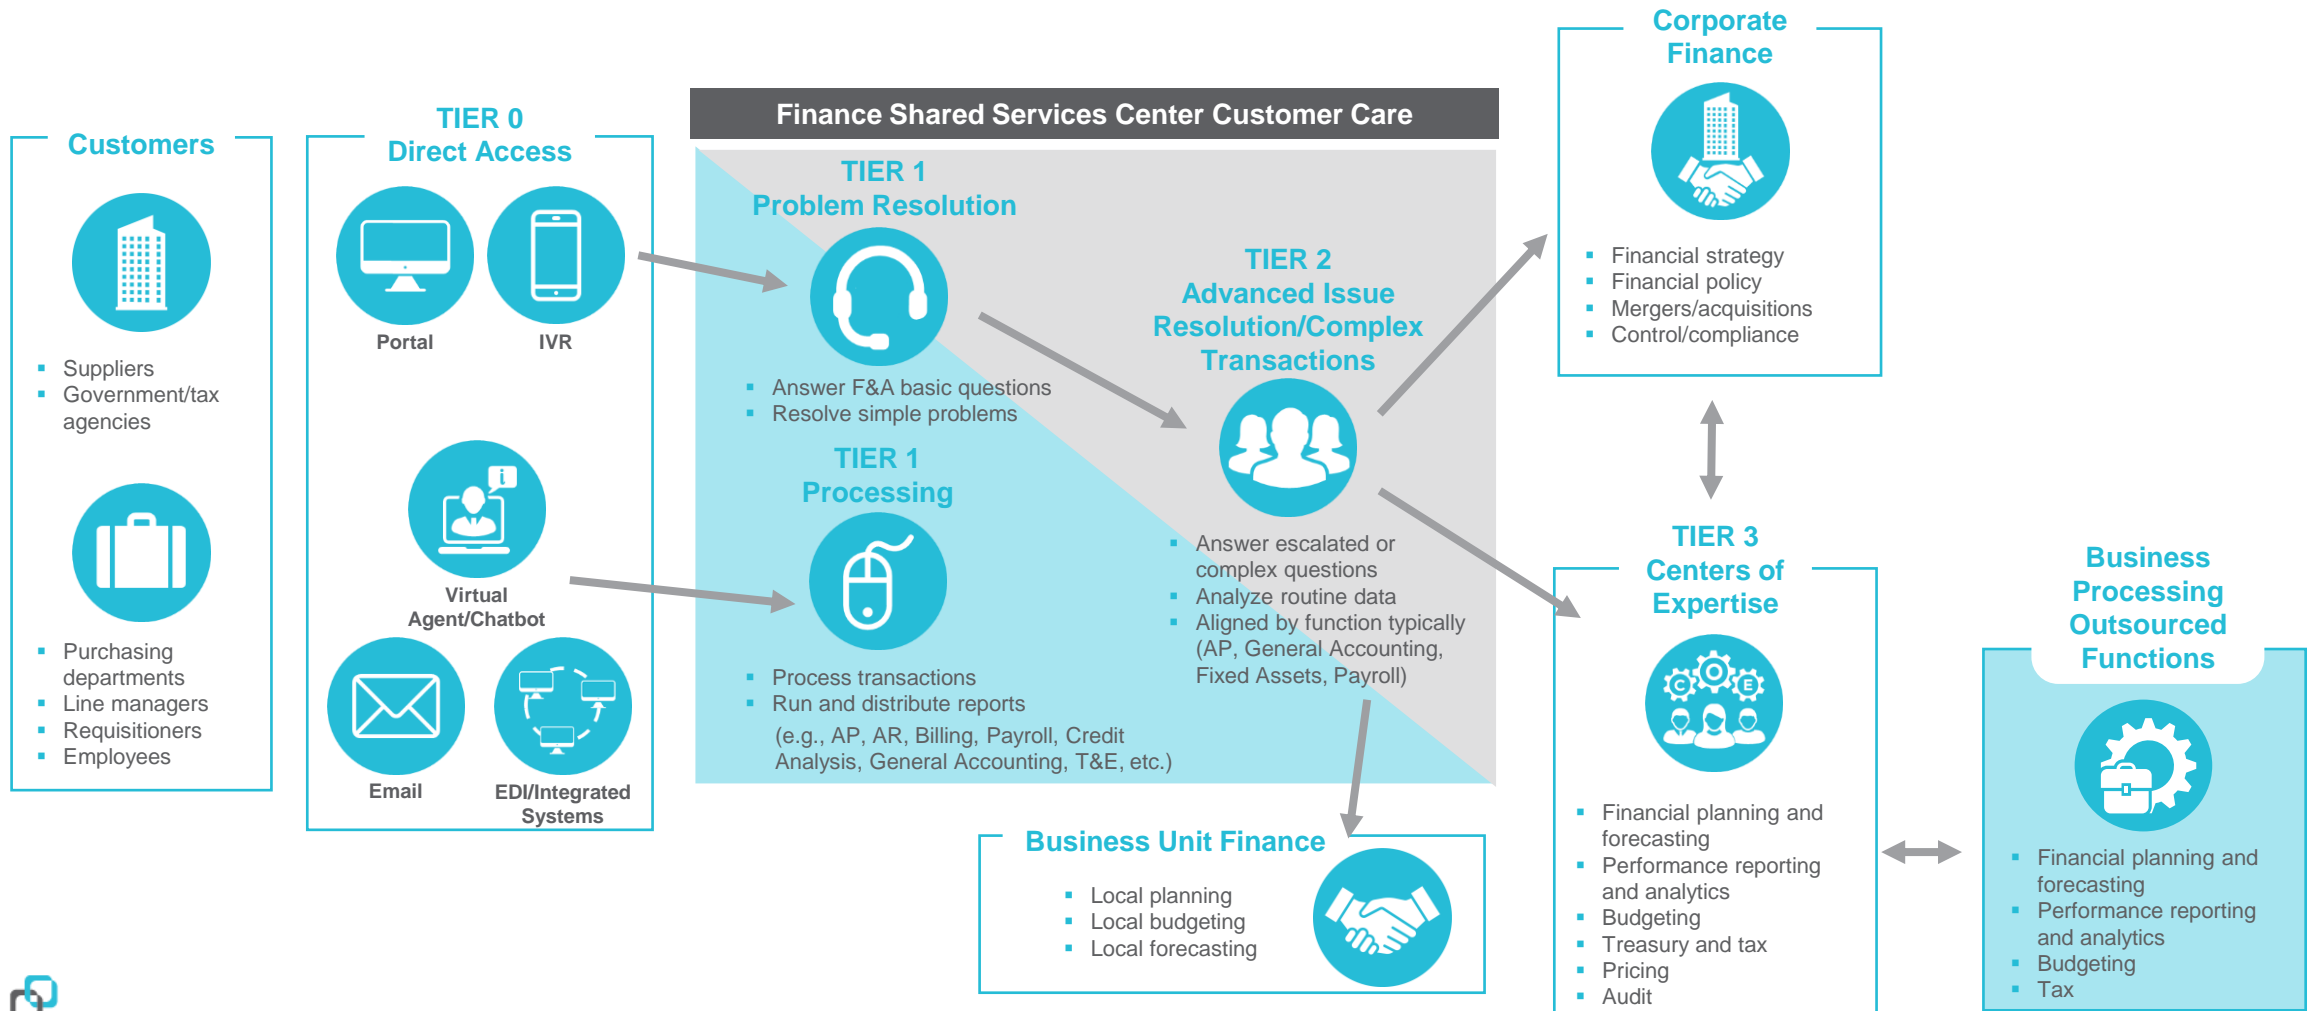 Customers
Suppliers
Government/tax
agencies
Purchasing
departments
Line managers
Requisitioners
Employees
TIER 0
Direct Access
Portal
IVR
i
Virtual
Agent/Chatbot
Email
EDI/Integrated
Systems
Finance Shared Services Center Customer Care
TIER 1
Problem Resolution
Answer F&A basic questions
Resolve simple problems
TIER 1
Processing
Process transactions
Run and distribute reports
(e.g., AP, AR, Billing, Payroll, Credit
Analysis, General Accounting, T&E, etc.)
TIER 2
Advanced Issue
Resolution/Complex
Transactions
Answer escalated or
complex questions
Analyze routine data
Aligned by function typically
(AP, General Accounting,
Fixed Assets, Payroll)
Business Unit Finance
Local planning
Local budgeting
Local forecasting
Corporate
Finance
Financial strategy
Financial policy
Mergers/acquisitions
Control/compliance
TIER 3
Centers of
Expertise
C O E
Financial planning and
forecasting
Performance reporting
and analytics
Budgeting
Treasury and tax
Pricing
Audit
Business
Processing
Outsourced
Functions
Financial planning and
forecasting
Performance reporting
and analytics
Budgeting
Tax